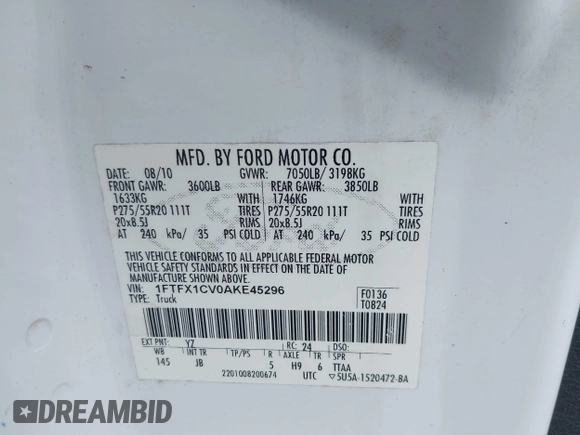 MFD. BY FORD MOTOR CO.
DATE: 08/10 GVWR: 7050LB/ 3198KG
FRONT GAWR: 3600LB REAR GAWR: 3850LB
1633KG WITH 1746KG WITH
P275/55R20 111T TIRES P275/55R20 111T TIRES
20x8.5J RIMS 20x8.5J RIMS
AT 240 kPa/ 35 PSI COLD AT 240 kPa/ 35 PSI COLD
THIS VEHICLE CONFORMS TO ALL APPLICABLE FEDERAL MOTOR
VEHICLE SAFETY AND THEFT PREVENTION STANDARDS IN EFFECT ON
THE DATE OF MANUFACTURE SHOWN ABOVE.
VIN: 1FTFX1CV0AKE45296 F0136
TYPE: Truck T0B24
EXT PNT: YZ RC: 24 DSO:
WB INT TR TP/PS R AXLE TR SPR
145 JB 5 H9 6 TTAA
2201008200674 UTC ▽5U5A-1520472-BA
DREAMBID